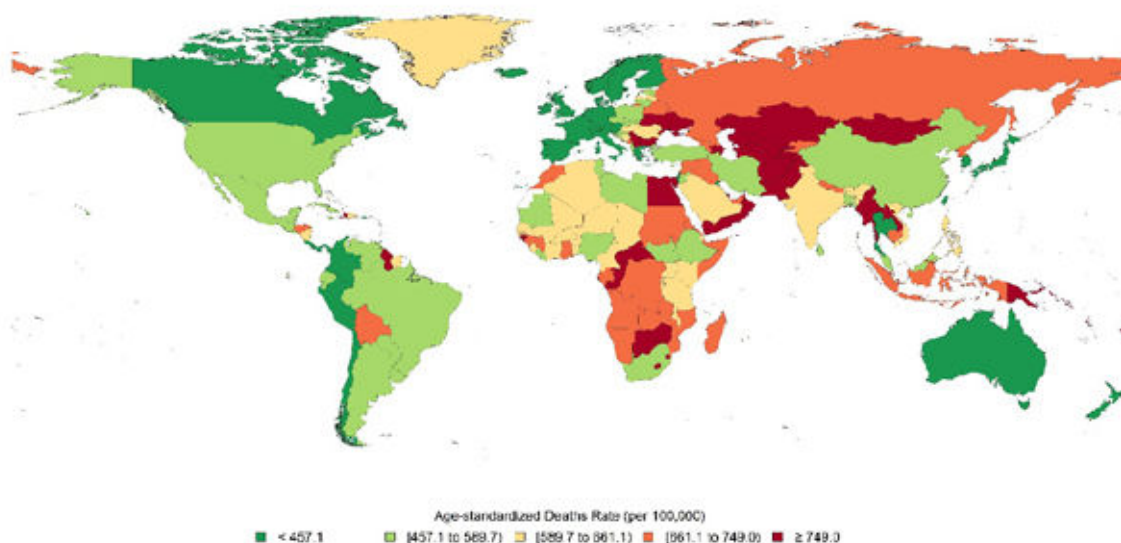 Age-standardized Deaths Rate (per 100,000)
< 457.1 [457.1 to 589.7) [589.7 to 661.1) [661.1 to 749.0) ≥ 749.0